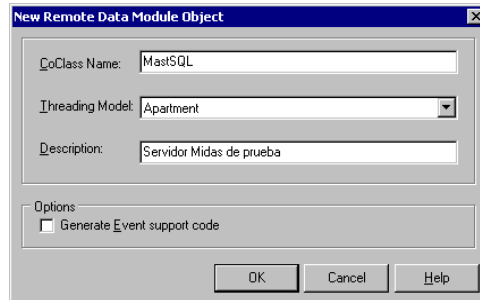 New Remote Data Module Object
CoClass Name: MastSQL
Threading Model: Apartment
Description: Servidor Midas de prueba
Options
Generate Event support code
OK Cancel Help